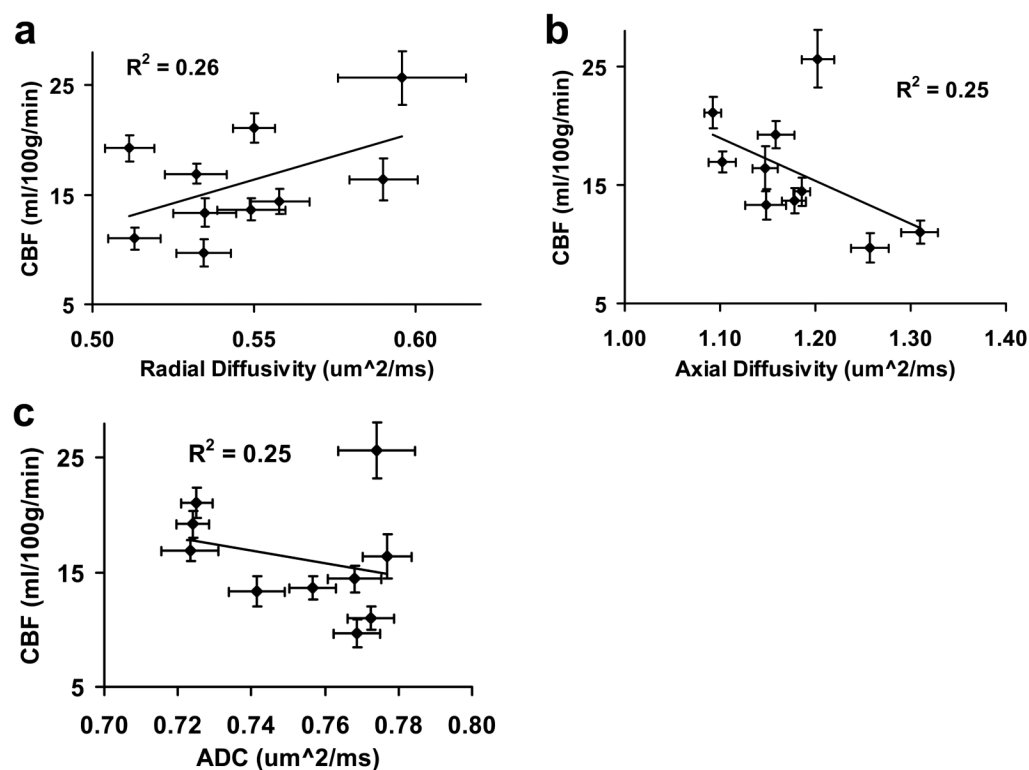 a
R² = 0.26
CBF (ml/100g/min)
25
15
5
0.50 0.55 0.60
Radial Diffusivity (um^2/ms)
b
R² = 0.25
CBF (ml/100g/min)
25
15
5
1.00 1.10 1.20 1.30 1.40
Axial Diffusivity (um^2/ms)
c
R² = 0.25
CBF (ml/100g/min)
25
15
5
0.70 0.72 0.74 0.76 0.78 0.80
ADC (um^2/ms)